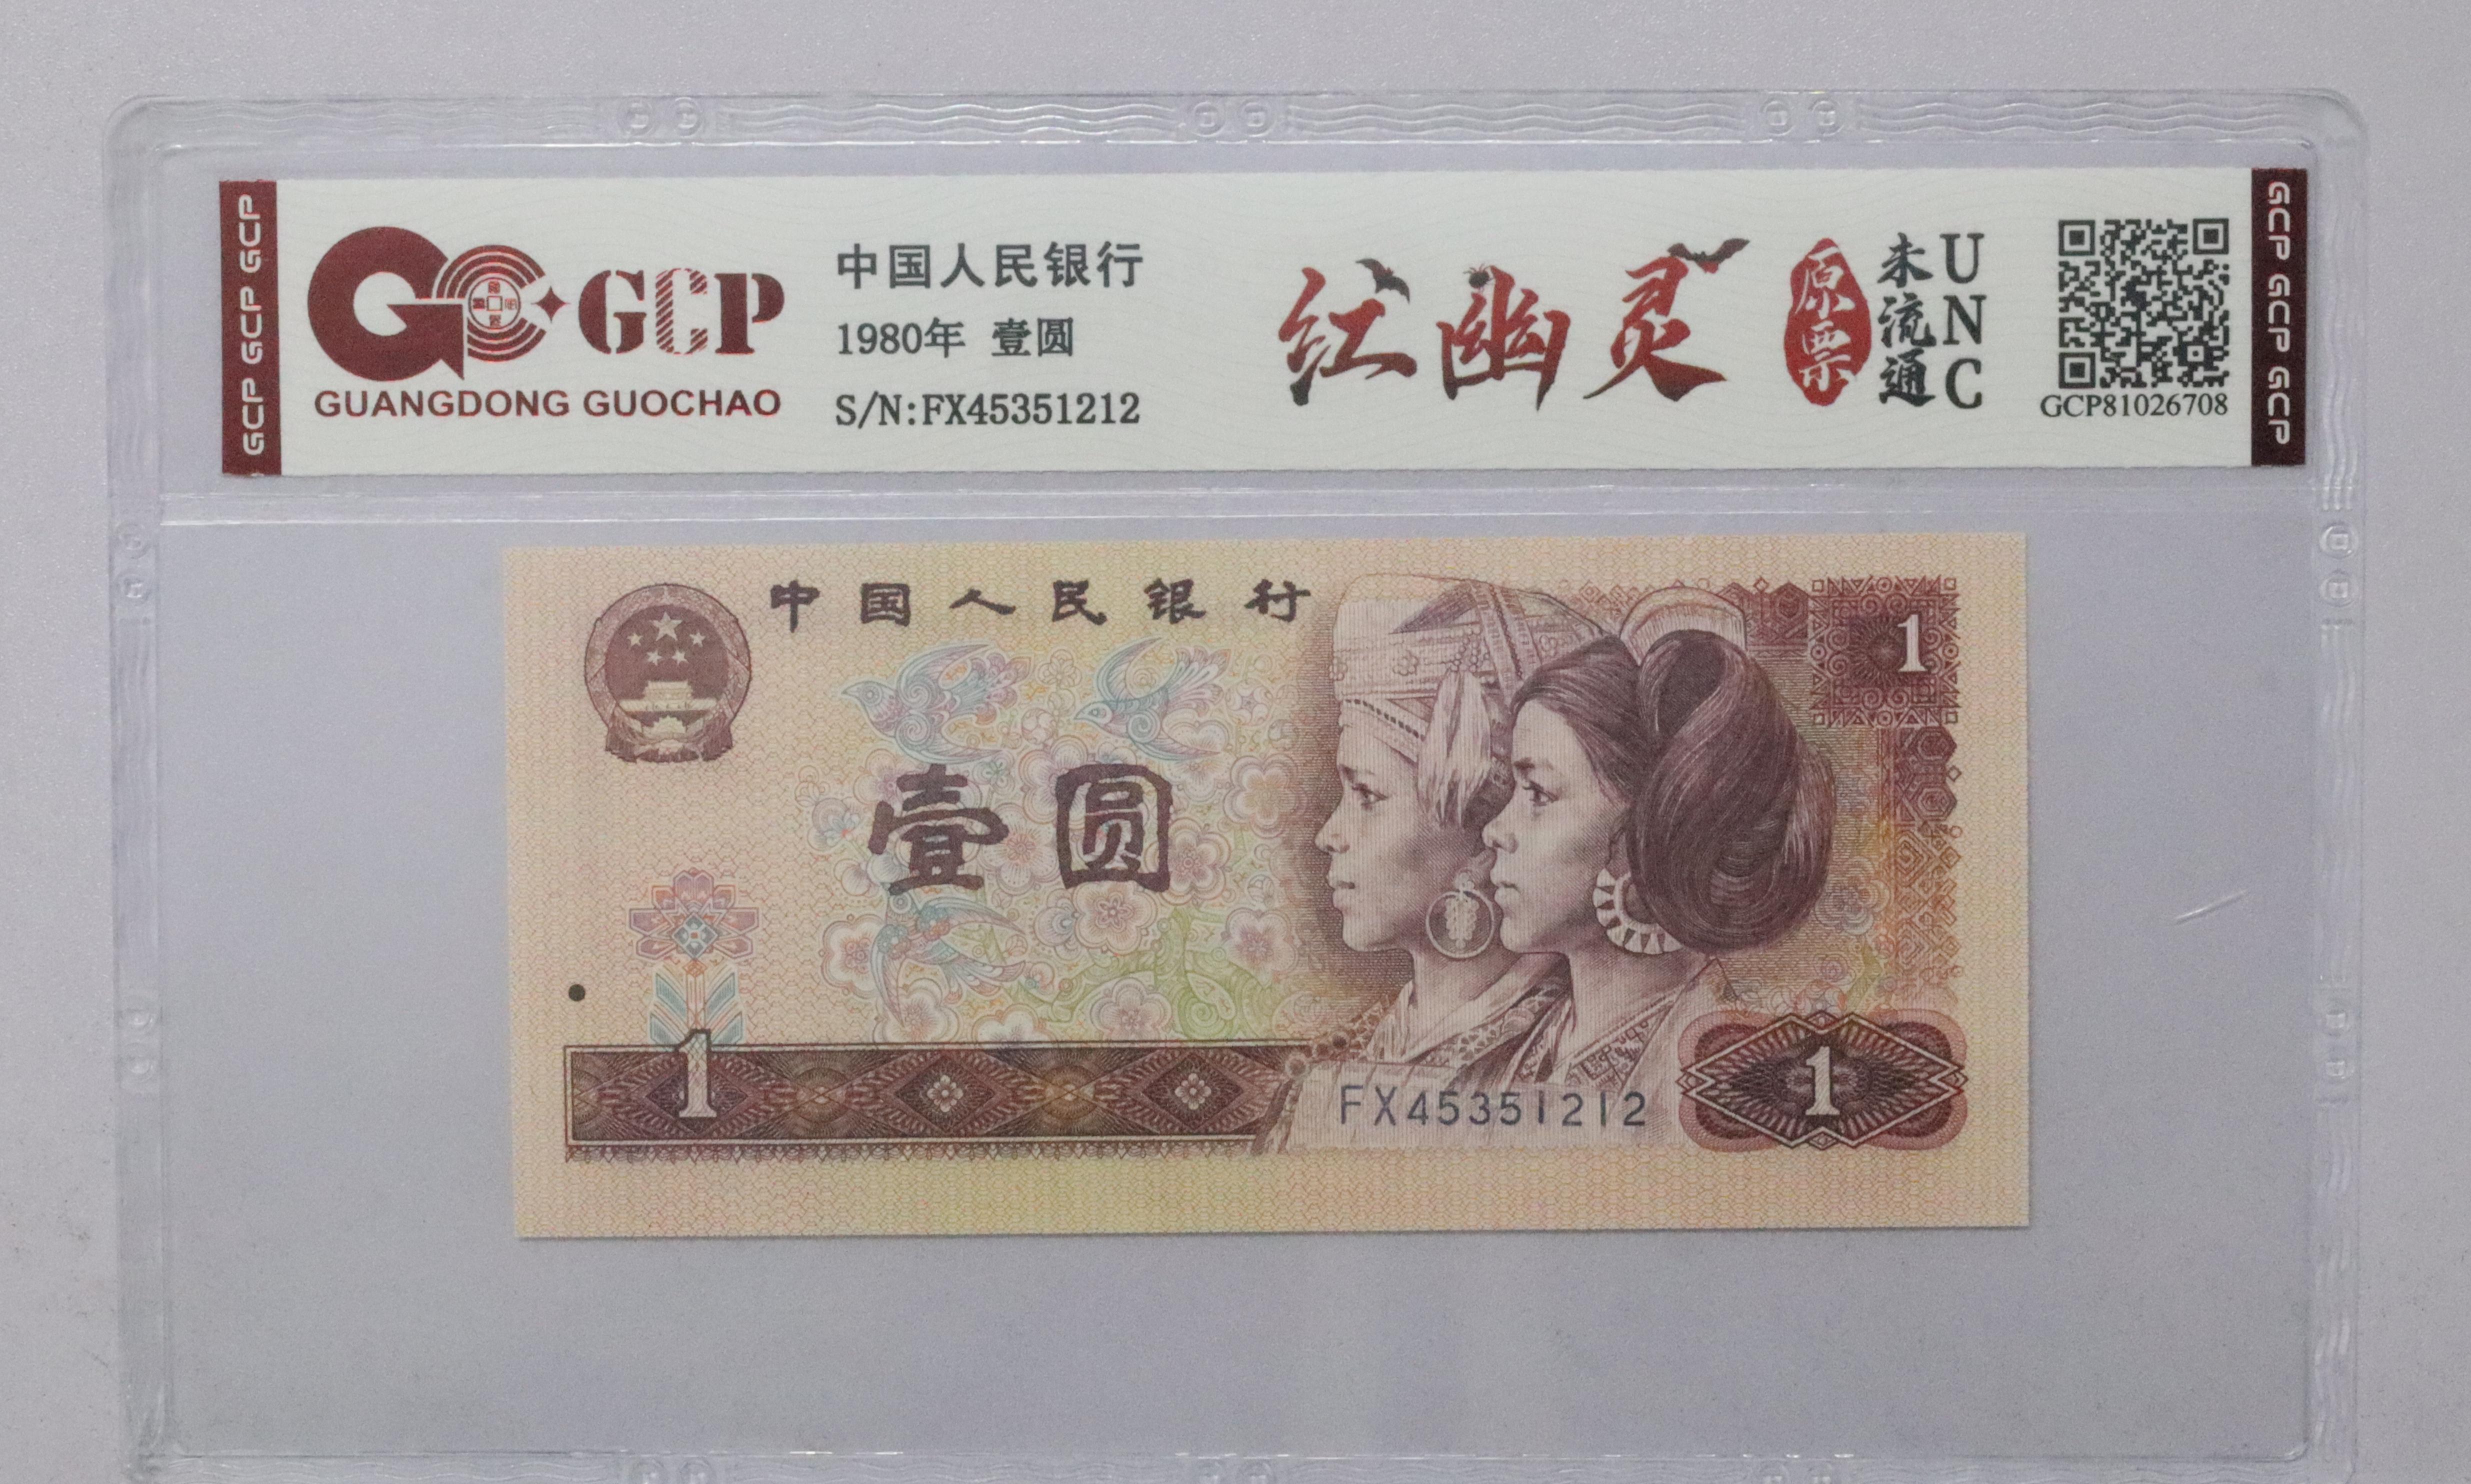 GCP GCP GCP
GCP
GUANGDONG GUOCHAO
中国人民银行
1980年 壹圆
S/N:FX45351212
红幽灵
原票
未流通
UNC
GCP81026708
GCP GCP GCP
中国人民银行
1
壹圆
1
FX45351212
1